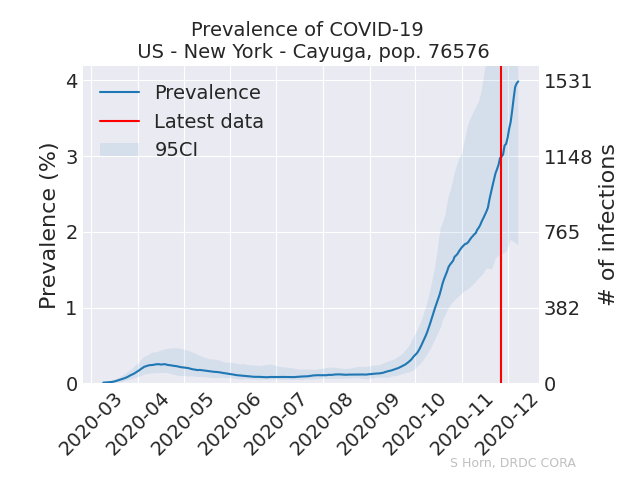 Prevalence of COVID-19
US - New York - Cayuga, pop. 76576
Prevalence
Latest data
95CI
Prevalence (%)
4
3
2
1
0
1531
1148
765
382
0
# of infections
2020-03
2020-04
2020-05
2020-06
2020-07
2020-08
2020-09
2020-10
2020-11
2020-12
S Horn, DRDC CORA